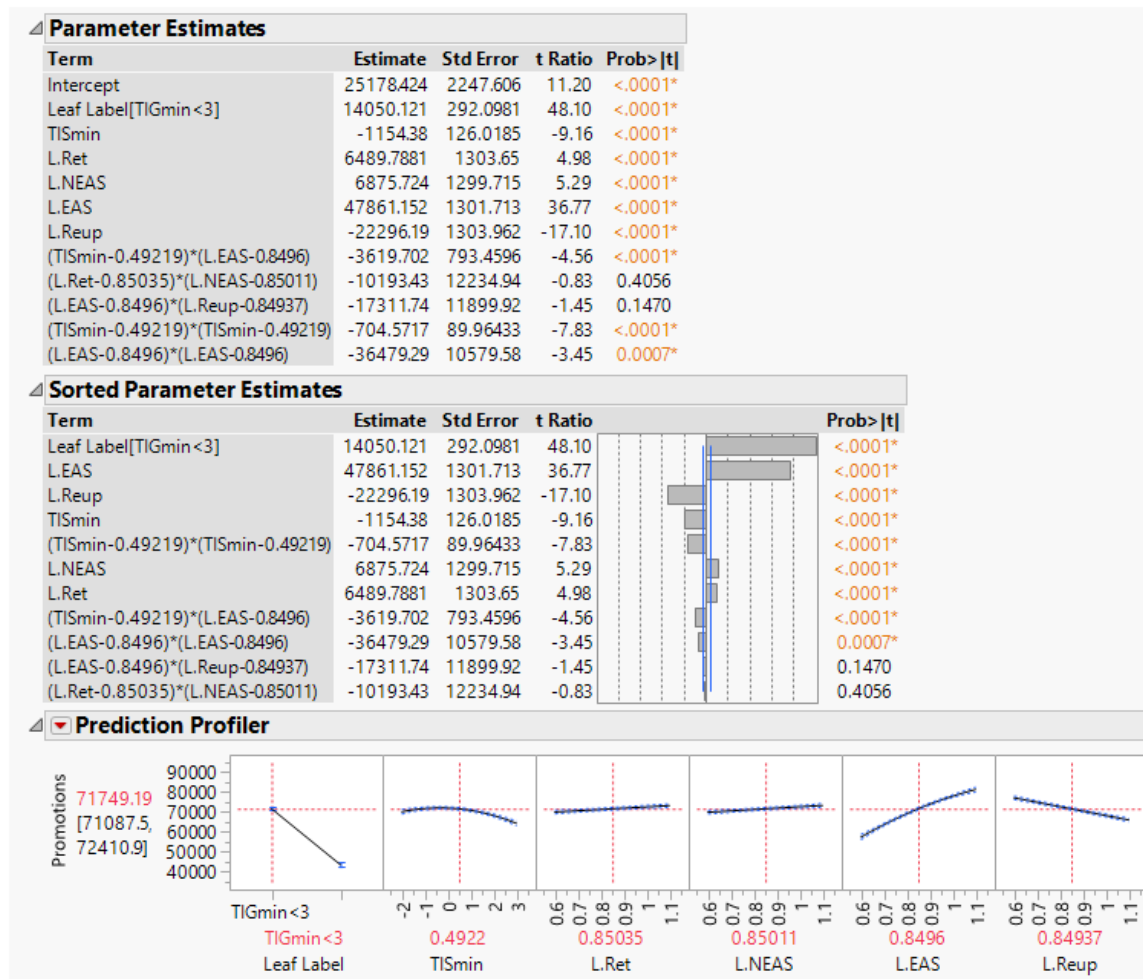 Parameter Estimates
Term Estimate Std Error t Ratio Prob>|t|
Intercept 25178.424 2247.606 11.20 <.0001*
Leaf Label[TIGmin<3] 14050.121 292.0981 48.10 <.0001*
TISmin -1154.38 126.0185 -9.16 <.0001*
L.Ret 6489.7881 1303.65 4.98 <.0001*
L.NEAS 6875.724 1299.715 5.29 <.0001*
L.EAS 47861.152 1301.713 36.77 <.0001*
L.Reup -22296.19 1303.962 -17.10 <.0001*
(TISmin-0.49219)*(L.EAS-0.8496) -3619.702 793.4596 -4.56 <.0001*
(L.Ret-0.85035)*(L.NEAS-0.85011) -10193.43 12234.94 -0.83 0.4056
(L.EAS-0.8496)*(L.Reup-0.84937) -17311.74 11899.92 -1.45 0.1470
(TISmin-0.49219)*(TISmin-0.49219) -704.5717 89.96433 -7.83 <.0001*
(L.EAS-0.8496)*(L.EAS-0.8496) -36479.29 10579.58 -3.45 0.0007*
Sorted Parameter Estimates
Term Estimate Std Error t Ratio Prob>|t|
Leaf Label[TIGmin<3] 14050.121 292.0981 48.10 <.0001*
L.EAS 47861.152 1301.713 36.77 <.0001*
L.Reup -22296.19 1303.962 -17.10 <.0001*
TISmin -1154.38 126.0185 -9.16 <.0001*
(TISmin-0.49219)*(TISmin-0.49219) -704.5717 89.96433 -7.83 <.0001*
L.NEAS 6875.724 1299.715 5.29 <.0001*
L.Ret 6489.7881 1303.65 4.98 <.0001*
(TISmin-0.49219)*(L.EAS-0.8496) -3619.702 793.4596 -4.56 <.0001*
(L.EAS-0.8496)*(L.EAS-0.8496) -36479.29 10579.58 -3.45 0.0007*
(L.EAS-0.8496)*(L.Reup-0.84937) -17311.74 11899.92 -1.45 0.1470
(L.Ret-0.85035)*(L.NEAS-0.85011) -10193.43 12234.94 -0.83 0.4056
Prediction Profiler
Promotions
71749.19
[71087.5,
72410.9]
90000
80000
70000
60000
50000
40000
TIGmin<3
-2 -1 0 1 2 3
0.6 0.7 0.8 0.9 1 1.1
0.6 0.7 0.8 0.9 1 1.1
0.6 0.7 0.8 0.9 1 1.1
0.6 0.7 0.8 0.9 1 1.1
TIGmin<3 0.4922 0.85035 0.85011 0.8496 0.84937
Leaf Label TISmin L.Ret L.NEAS L.EAS L.Reup